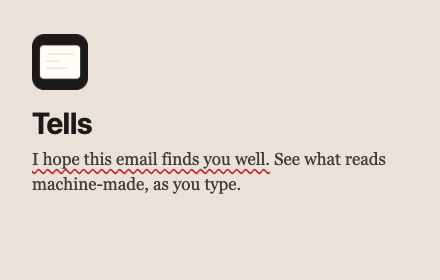 Tells
I hope this email finds you well. See what reads
machine-made, as you type.